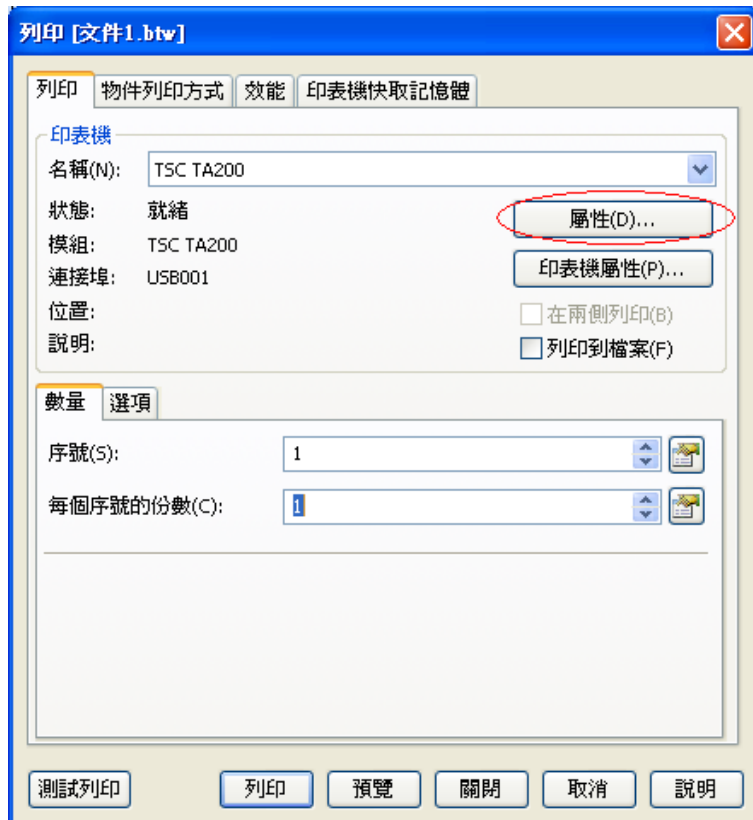 列印 [文件1.btw]
列印 物件列印方式 效能 印表機快取記憶體
印表機
名稱(N): TSC TA200
狀態: 就緒
屬性(D)...
模組: TSC TA200
連接埠: USB001
印表機屬性(P)...
位置:
在兩側列印(B)
說明:
列印到檔案(F)
數量 選項
序號(S): 1
每個序號的份數(C): 1
測試列印 列印 預覽 關閉 取消 說明